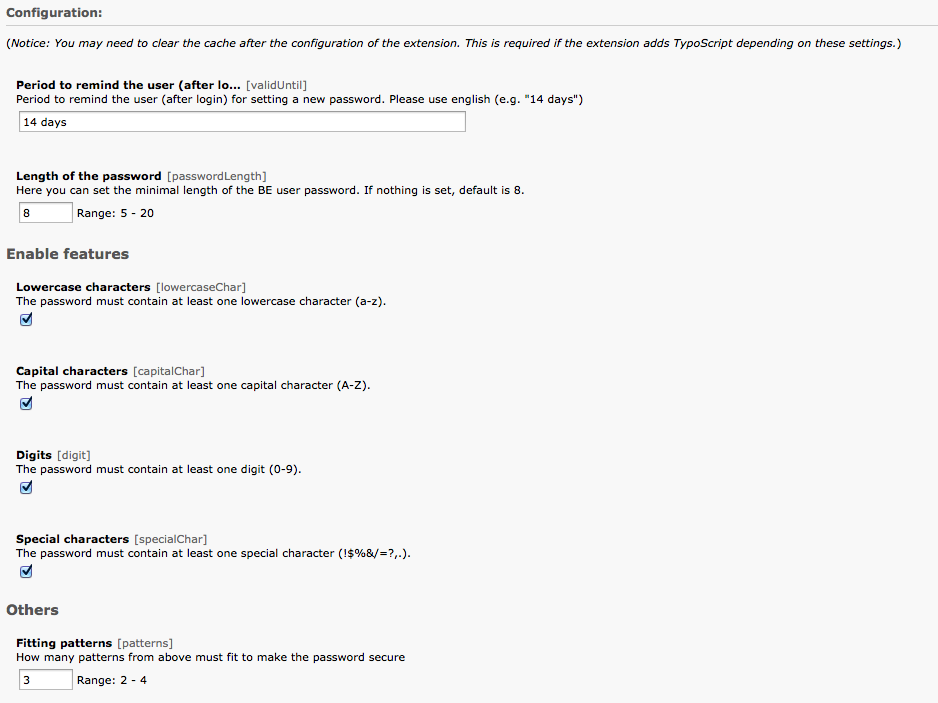 Configuration:
(Notice: You may need to clear the cache after the configuration of the extension. This is required if the extension adds TypoScript depending on these settings.)
Period to remind the user (after lo... [validUntil]
Period to remind the user (after login) for setting a new password. Please use english (e.g. "14 days")
14 days
Length of the password [passwordLength]
Here you can set the minimal length of the BE user password. If nothing is set, default is 8.
8 Range: 5 - 20
Enable features
Lowercase characters [lowercaseChar]
The password must contain at least one lowercase character (a-z).
Capital characters [capitalChar]
The password must contain at least one capital character (A-Z).
Digits [digit]
The password must contain at least one digit (0-9).
Special characters [specialChar]
The password must contain at least one special character (!$%&/=?,.).
Others
Fitting patterns [patterns]
How many patterns from above must fit to make the password secure
3 Range: 2 - 4